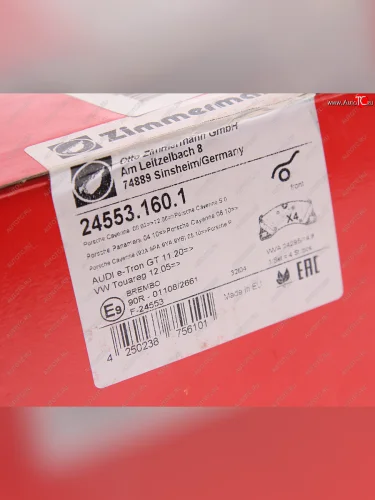 www.AvtoTC.ru
Zimmermann
Otto Zimmermann GmbH
Am Leitzelbach 8
74889 Sinsheim/Germany
24553.160.1
front
X4
AUDI e-Tron GT 11.20=>
VW Touareg 12.05=>
BREMBO
E9 90R - 01108/2661
F-24553
Made in EU
EAC
4 250238 756101